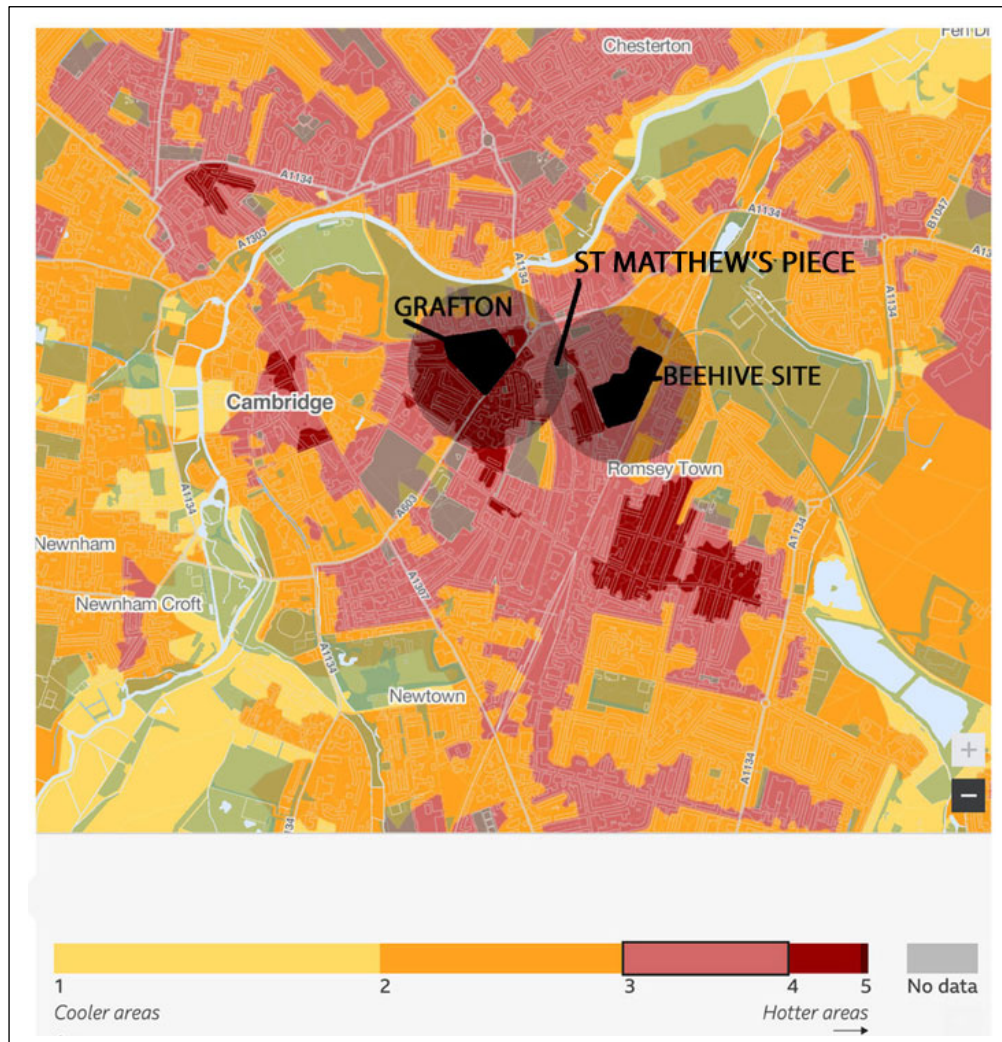 Fen Di
Chesterton
A1134
A1134
B1047
A1303
A1134
A13
ST MATTHEW'S PIECE
GRAFTON
BEEHIVE SITE
Cambridge
Romsey Town
A603
A1134
A1134
Newnham
A1307
Newnham Croft
A1134
Newtown
A1134
+
−
134
1 2 3 4 5 No data
Cooler areas Hotter areas